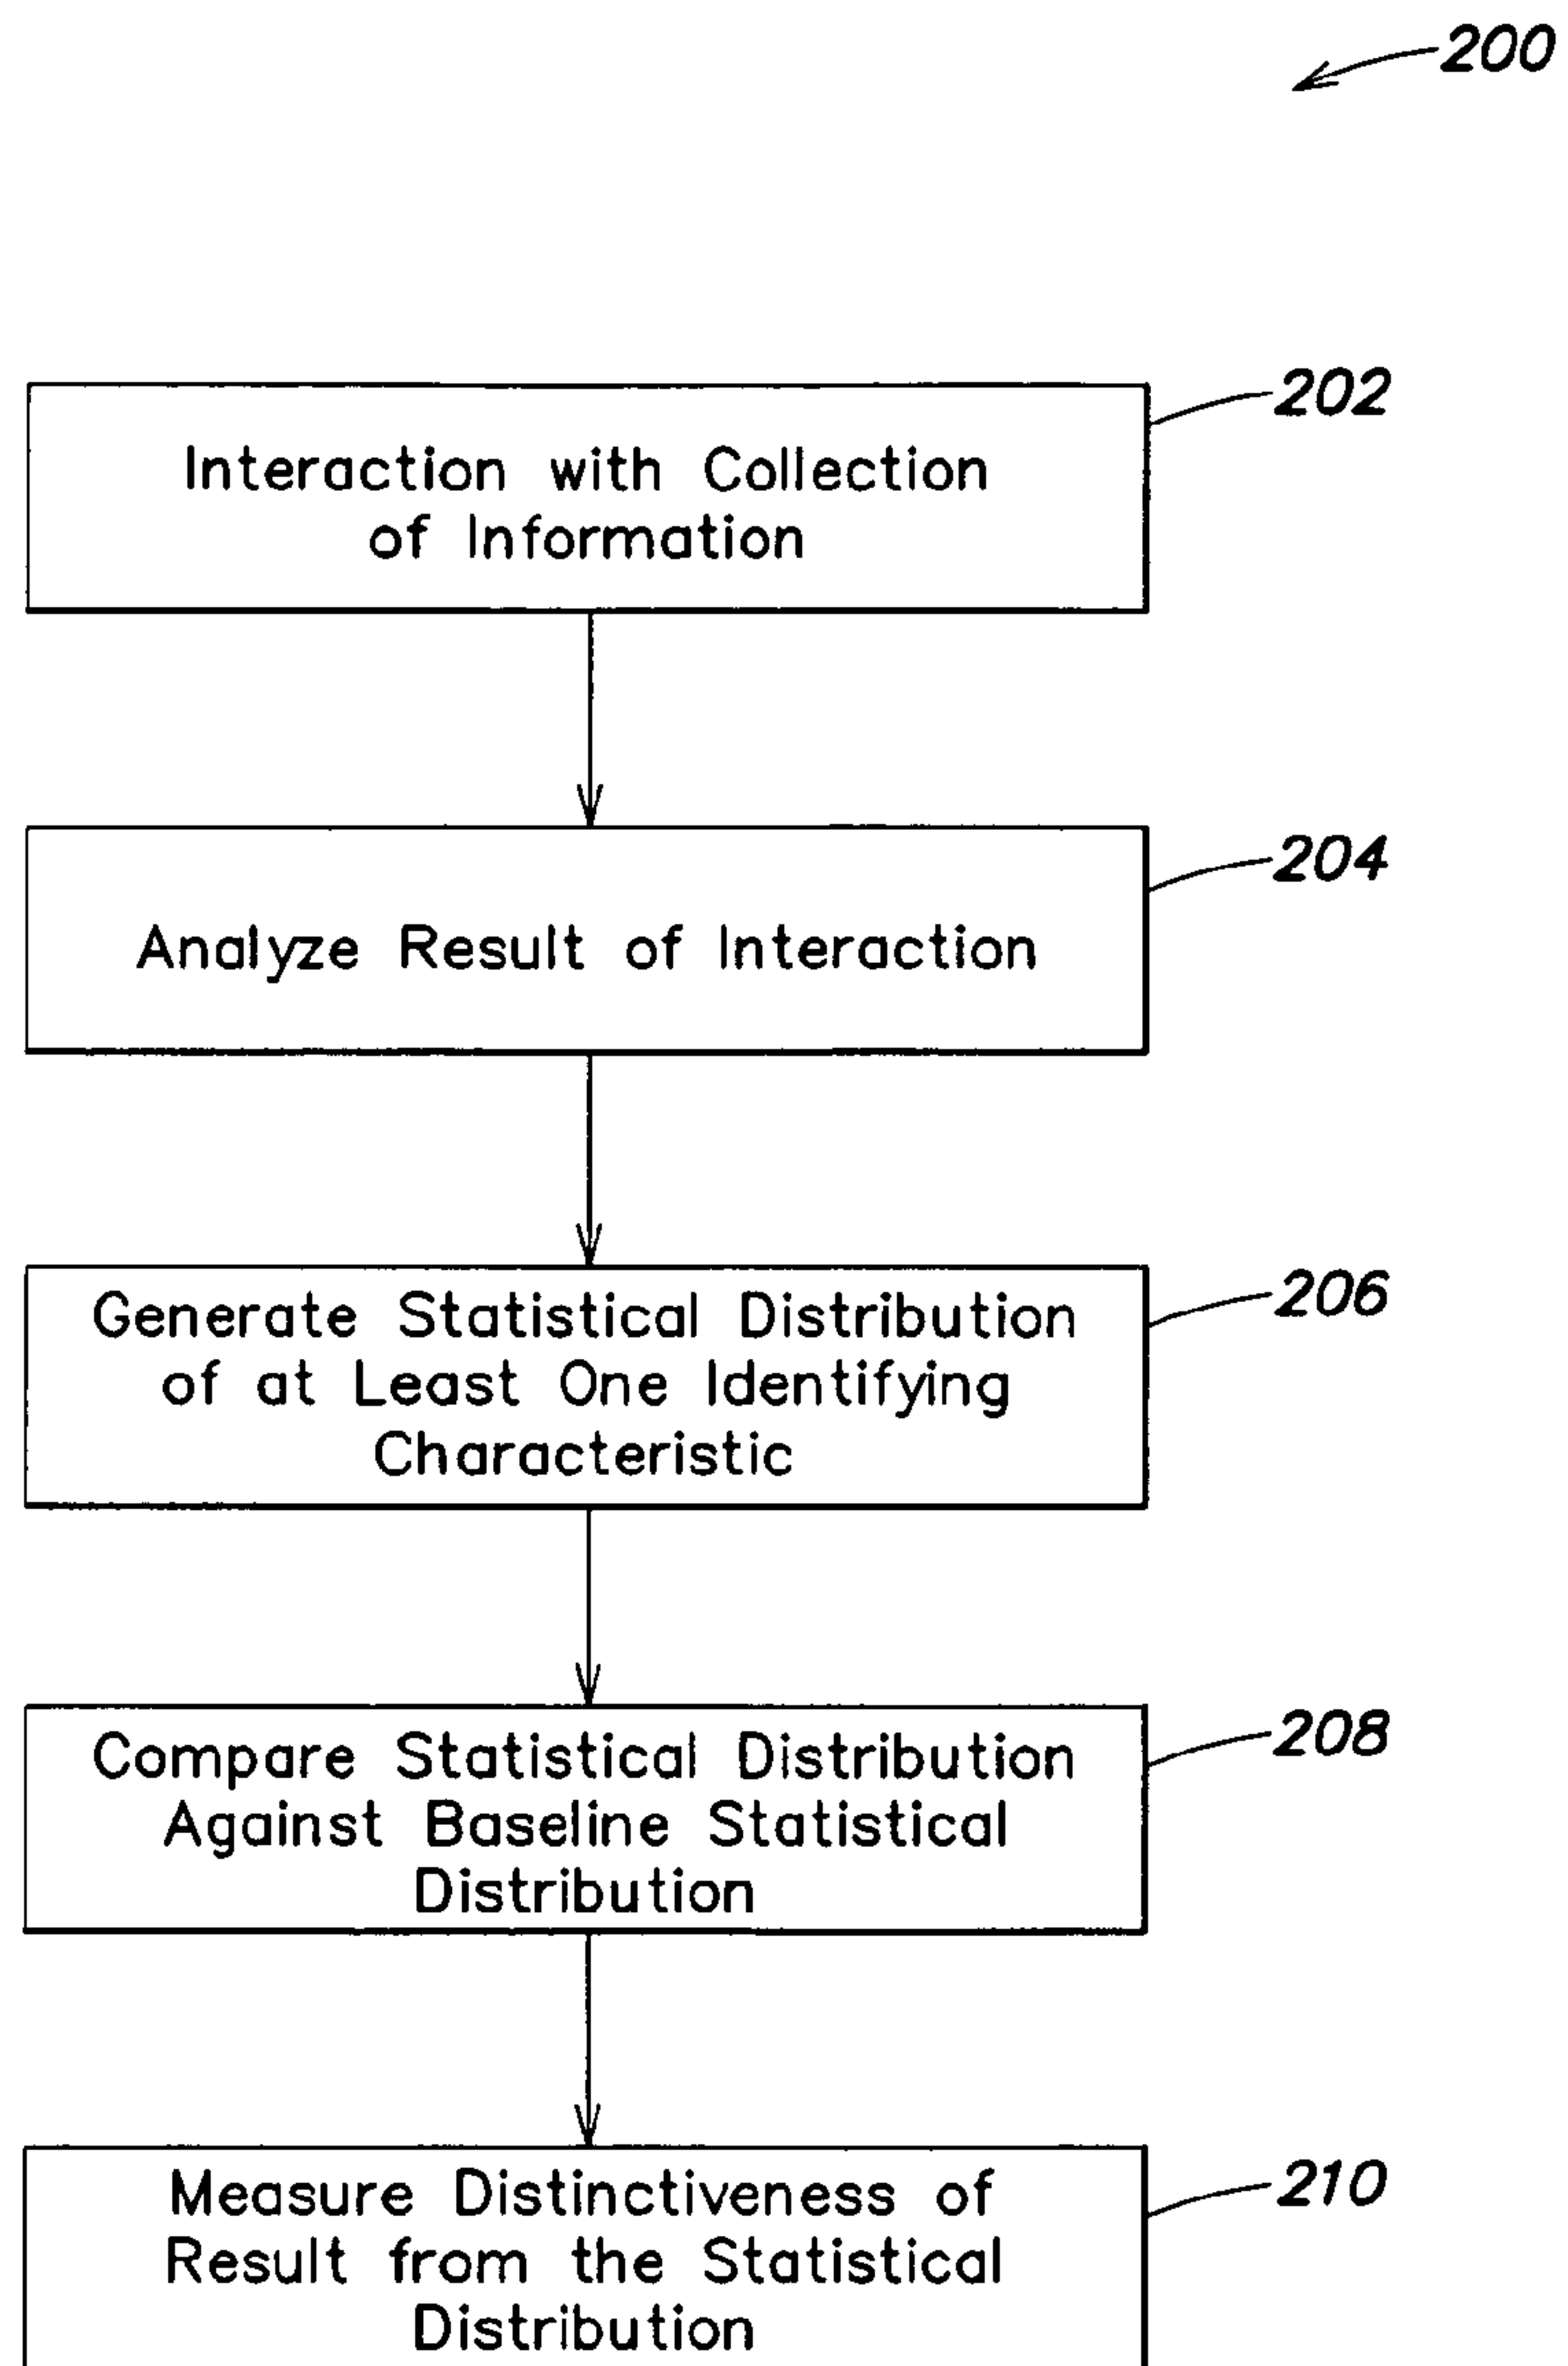 200
202
Interaction with Collection
of Information
204
Analyze Result of Interaction
206
Generate Statistical Distribution
of at Least One Identifying
Characteristic
208
Compare Statistical Distribution
Against Baseline Statistical
Distribution
210
Measure Distinctiveness of
Result from the Statistical
Distribution